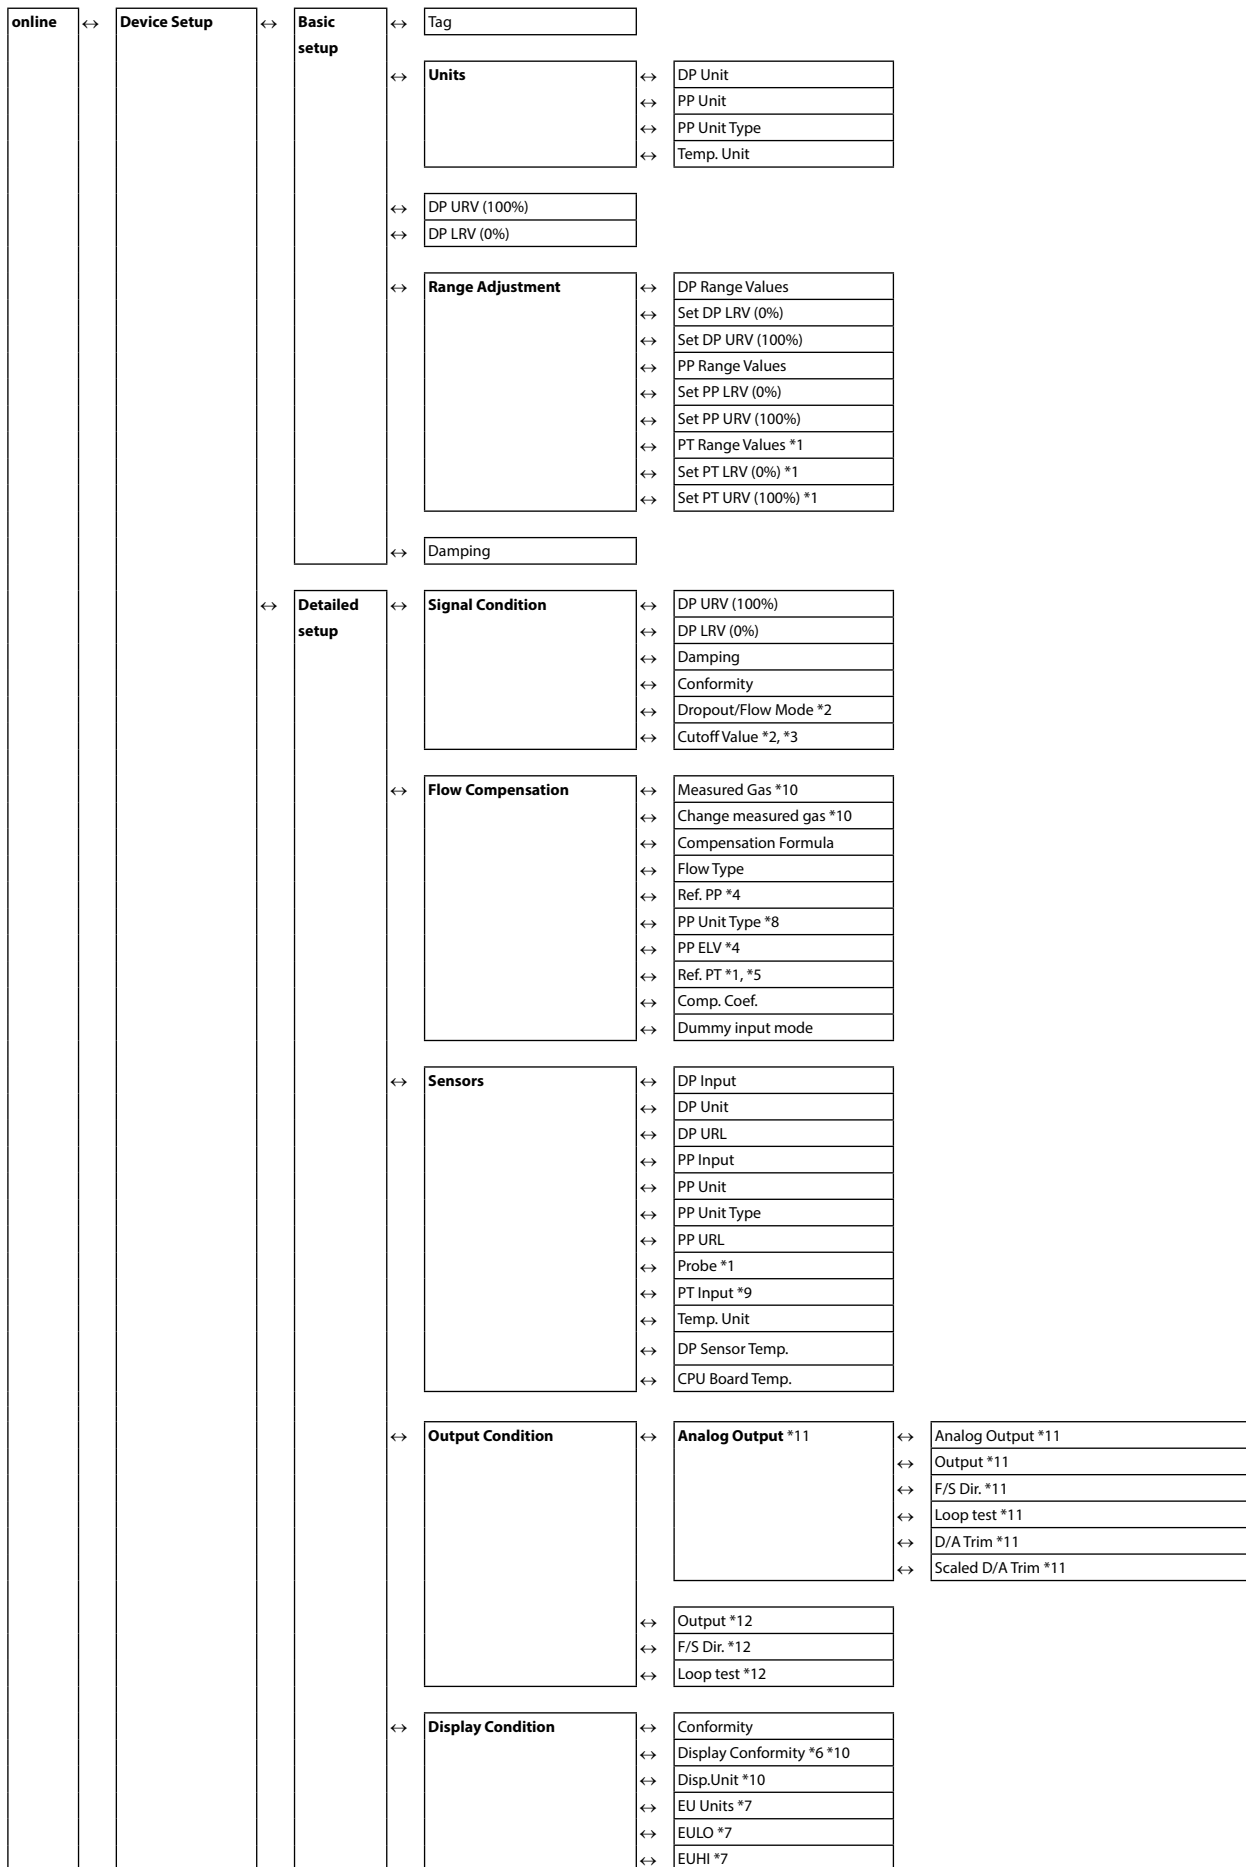 online ↔ Device Setup ↔ Basic setup ↔ Tag
↔ Units ↔ DP Unit
↔ PP Unit
↔ PP Unit Type
↔ Temp. Unit
↔ DP URV (100%)
↔ DP LRV (0%)
↔ Range Adjustment ↔ DP Range Values
↔ Set DP LRV (0%)
↔ Set DP URV (100%)
↔ PP Range Values
↔ Set PP LRV (0%)
↔ Set PP URV (100%)
↔ PT Range Values *1
↔ Set PT LRV (0%) *1
↔ Set PT URV (100%) *1
↔ Damping
↔ Detailed setup ↔ Signal Condition ↔ DP URV (100%)
↔ DP LRV (0%)
↔ Damping
↔ Conformity
↔ Dropout/Flow Mode *2
↔ Cutoff Value *2, *3
↔ Flow Compensation ↔ Measured Gas *10
↔ Change measured gas *10
↔ Compensation Formula
↔ Flow Type
↔ Ref. PP *4
↔ PP Unit Type *8
↔ PP ELV *4
↔ Ref. PT *1, *5
↔ Comp. Coef.
↔ Dummy input mode
↔ Sensors ↔ DP Input
↔ DP Unit
↔ DP URL
↔ PP Input
↔ PP Unit
↔ PP Unit Type
↔ PP URL
↔ Probe *1
↔ PT Input *9
↔ Temp. Unit
↔ DP Sensor Temp.
↔ CPU Board Temp.
↔ Output Condition ↔ Analog Output *11 ↔ Analog Output *11
↔ Output *11
↔ F/S Dir. *11
↔ Loop test *11
↔ D/A Trim *11
↔ Scaled D/A Trim *11
↔ Output *12
↔ F/S Dir. *12
↔ Loop test *12
↔ Display Condition ↔ Conformity
↔ Display Conformity *6 *10
↔ Disp.Unit *10
↔ EU Units *7
↔ EULO *7
↔ EUHI *7